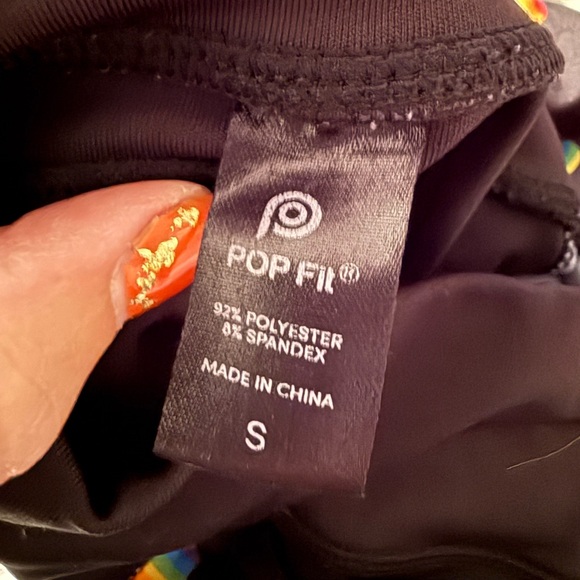 POP Fit®
92% POLYESTER
8% SPANDEX
MADE IN CHINA
S